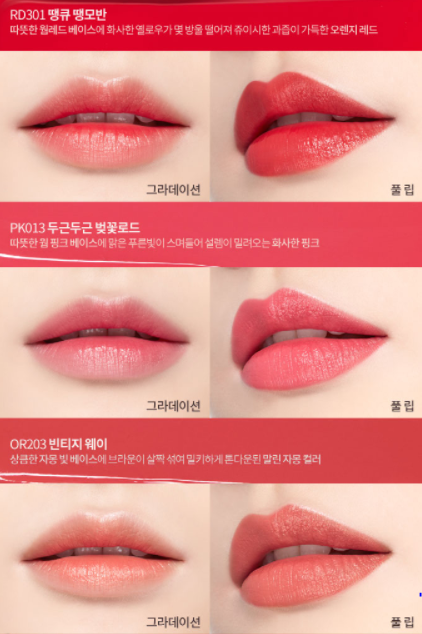 RD301 땡큐 땡모반
따뜻한 웜레드 베이스에 화사한 옐로우가 몇 방울 떨어져 쥬이시한 과즙이 가득한 오렌지 레드
그라데이션
풀 립
PK013 두근두근 벚꽃로드
따뜻한 웜 핑크 베이스에 맑은 푸른빛이 스며들어 설렘이 밀려오는 화사한 핑크
그라데이션
풀 립
OR203 빈티지 웨이
상큼한 자몽 빛 베이스에 브라운이 살짝 섞여 밀키하게 톤다운된 말린 자몽 컬러
그라데이션
풀 립